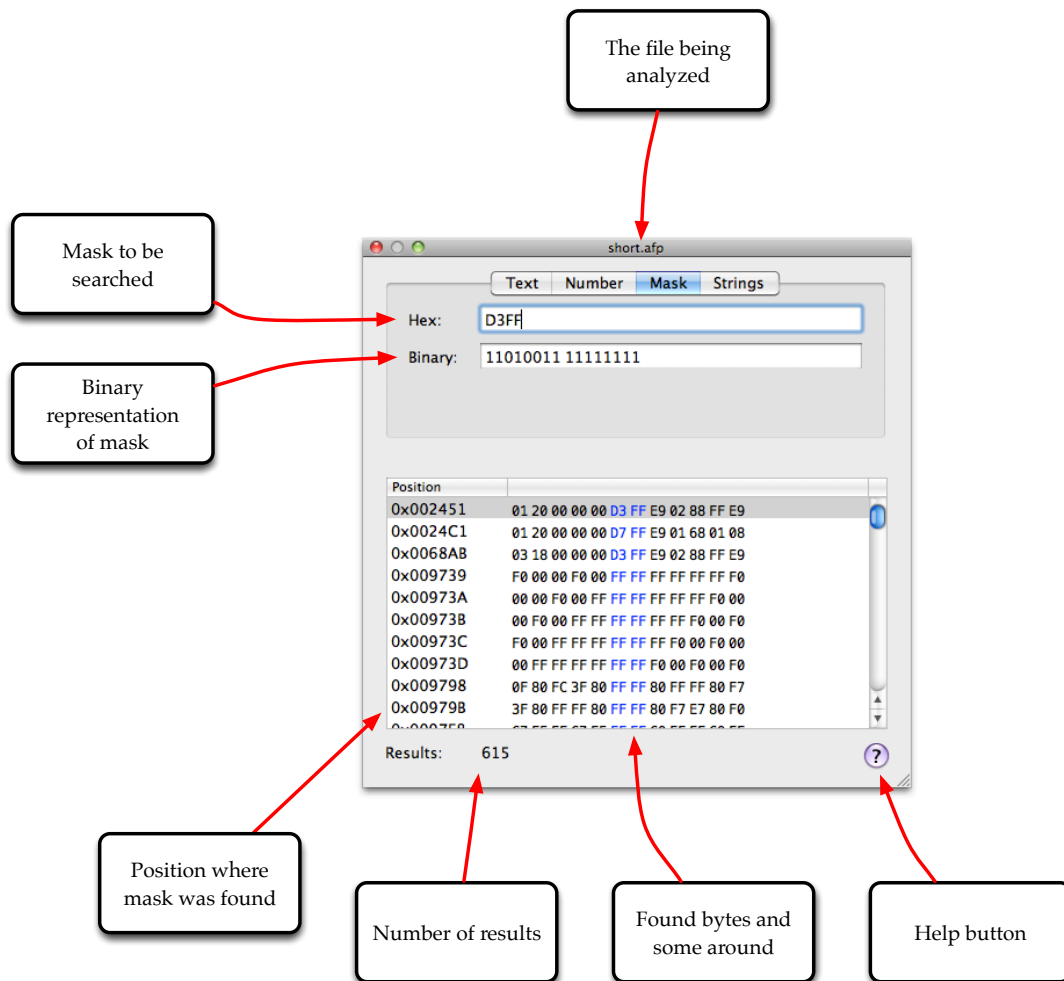 The file being
analyzed
Mask to be
searched
short.afp
Text Number Mask Strings
Hex: D3FF
Binary: 11010011 11111111
Binary
representation
of mask
Position
0x002451 01 20 00 00 00 D3 FF E9 02 88 FF E9
0x0024C1 01 20 00 00 00 D7 FF E9 01 68 01 08
0x0068AB 03 18 00 00 00 D3 FF E9 02 88 FF E9
0x009739 F0 00 00 F0 00 FF FF FF FF FF FF F0
0x00973A 00 00 F0 00 FF FF FF FF FF FF F0 00
0x00973B 00 F0 00 FF FF FF FF FF FF F0 00 F0
0x00973C F0 00 FF FF FF FF FF FF F0 00 F0 00
0x00973D 00 FF FF FF FF FF FF F0 00 F0 00 F0
0x009798 0F 80 FC 3F 80 FF FF 80 FF FF 80 F7
0x00979B 3F 80 FF FF 80 FF FF 80 F7 E7 80 F0
Results: 615
?
Position where
mask was found
Number of results
Found bytes and
some around
Help button